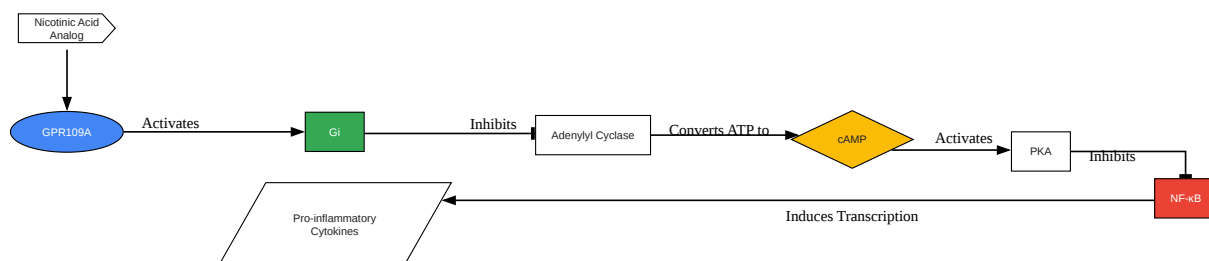 Nicotinic Acid
Analog
GPR109A
Activates
Gi
Inhibits
Adenylyl Cyclase
Converts ATP to
cAMP
Activates
PKA
Inhibits
NF-κB
Induces Transcription
Pro-inflammatory
Cytokines